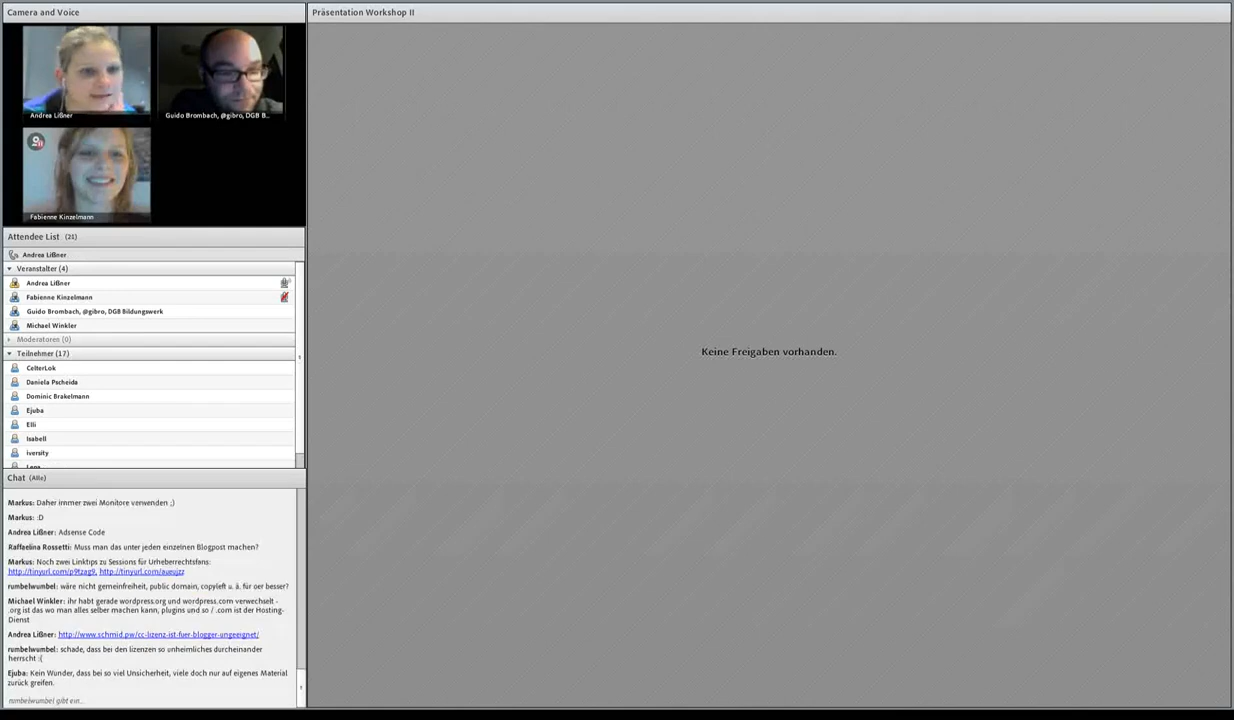 Camera and Voice
Präsentation Workshop II
Andrea Lißner
Guido Brombach, @gibro, DGB B...
Fabienne Kinzelmann
Attendee List (21)
Andrea Lißner
Veranstalter (4)
Andrea Lißner
Fabienne Kinzelmann
Guido Brombach, @gibro, DGB Bildungswerk
Michael Winkler
Moderatoren (0)
Teilnehmer (17)
CelterLok
Daniela Pscheida
Dominic Brakelmann
Ejuba
Elli
Isabell
iversity
Lena
Keine Freigaben vorhanden.
Chat (Alle)
Markus: Daher immer zwei Monitore verwenden ;)
Markus: :D
Andrea Lißner: Adsense Code
Raffaelina Rossetti: Muss man das unter jeden einzelnen Blogpost machen?
Markus: Noch zwei Linktips zu Sessions für Urheberrechtsfans:
http://tinyurl.com/p9tzag9, http://tinyurl.com/aueujzz
rumbelwumbel: wäre nicht gemeinfreiheit, public domain, copyleft u. ä. für oer besser?
Michael Winkler: ihr habt gerade wordpress.org und wordpress.com verwechselt -
.org ist das wo man alles selber machen kann, plugins und so / .com ist der Hosting-
Dienst
Andrea Lißner: http://www.schmid.pw/cc-lizenz-ist-fuer-blogger-ungeeignet/
rumbelwumbel: schade, dass bei den lizenzen so unheimliches durcheinander
herrscht :(
Ejuba: Kein Wunder, dass bei so viel Unsicherheit, viele doch nur auf eigenes Material
zurück greifen.
rumbelwumbel gibt ein...